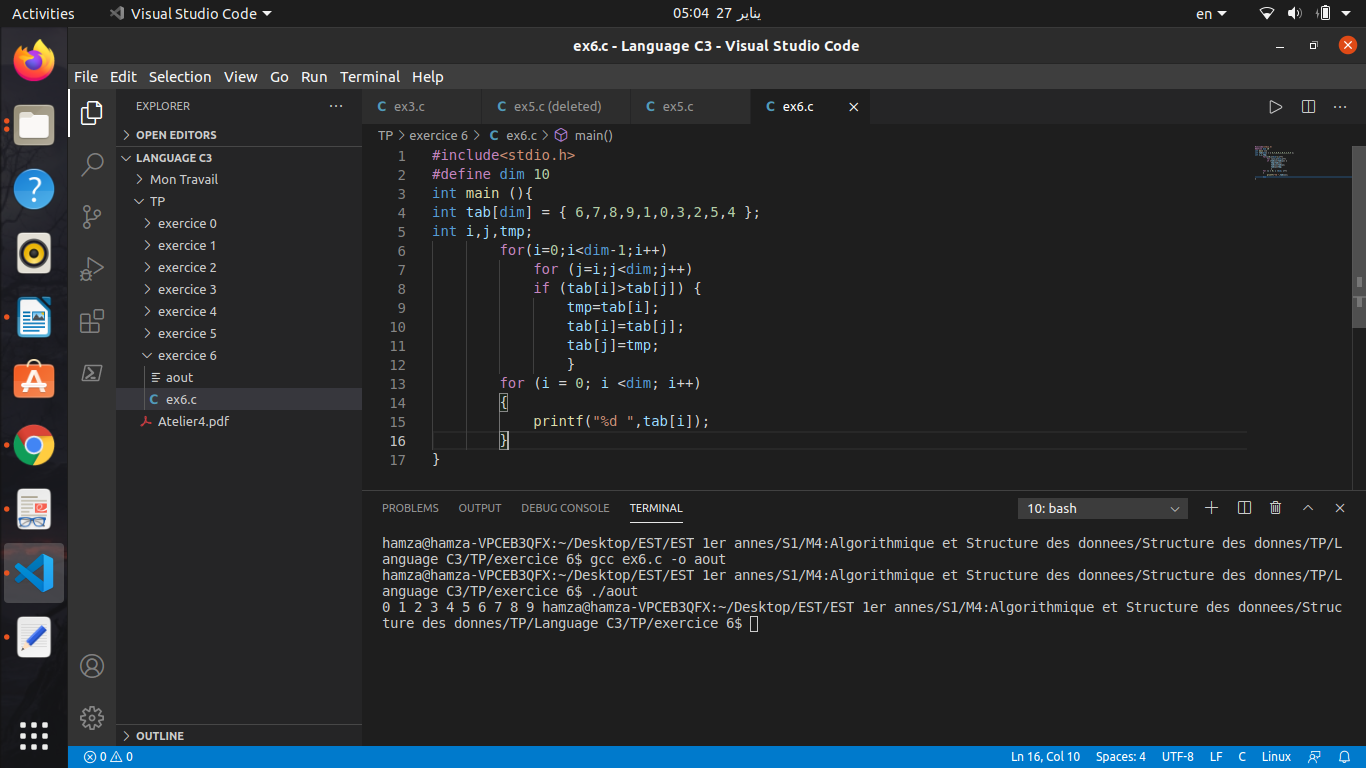 Activities Visual Studio Code 05:04 27 يناير en
ex6.c - Language C3 - Visual Studio Code
File Edit Selection View Go Run Terminal Help
EXPLORER
OPEN EDITORS
LANGUAGE C3
Mon Travail
TP
exercice 0
exercice 1
exercice 2
exercice 3
exercice 4
exercice 5
exercice 6
aout
ex6.c
Atelier4.pdf
OUTLINE
ex3.c ex5.c (deleted) ex5.c ex6.c
TP > exercice 6 > ex6.c > main()
1 #include<stdio.h>
2 #define dim 10
3 int main (){
4 int tab[dim] = { 6,7,8,9,1,0,3,2,5,4 };
5 int i,j,tmp;
6 for(i=0;i<dim-1;i++)
7 for (j=i;j<dim;j++)
8 if (tab[i]>tab[j]) {
9 tmp=tab[i];
10 tab[i]=tab[j];
11 tab[j]=tmp;
12 }
13 for (i = 0; i <dim; i++)
14 {
15 printf("%d ",tab[i]);
16 }
17 }
PROBLEMS OUTPUT DEBUG CONSOLE TERMINAL 10: bash
hamza@hamza-VPCEB3QFX:~/Desktop/EST/EST 1er annes/S1/M4:Algorithmique et Structure des donnees/Structure des donnes/TP/L
anguage C3/TP/exercice 6$ gcc ex6.c -o aout
hamza@hamza-VPCEB3QFX:~/Desktop/EST/EST 1er annes/S1/M4:Algorithmique et Structure des donnees/Structure des donnes/TP/L
anguage C3/TP/exercice 6$ ./aout
0 1 2 3 4 5 6 7 8 9 hamza@hamza-VPCEB3QFX:~/Desktop/EST/EST 1er annes/S1/M4:Algorithmique et Structure des donnees/Struc
ture des donnes/TP/Language C3/TP/exercice 6$
0 0 Ln 16, Col 10 Spaces: 4 UTF-8 LF C Linux